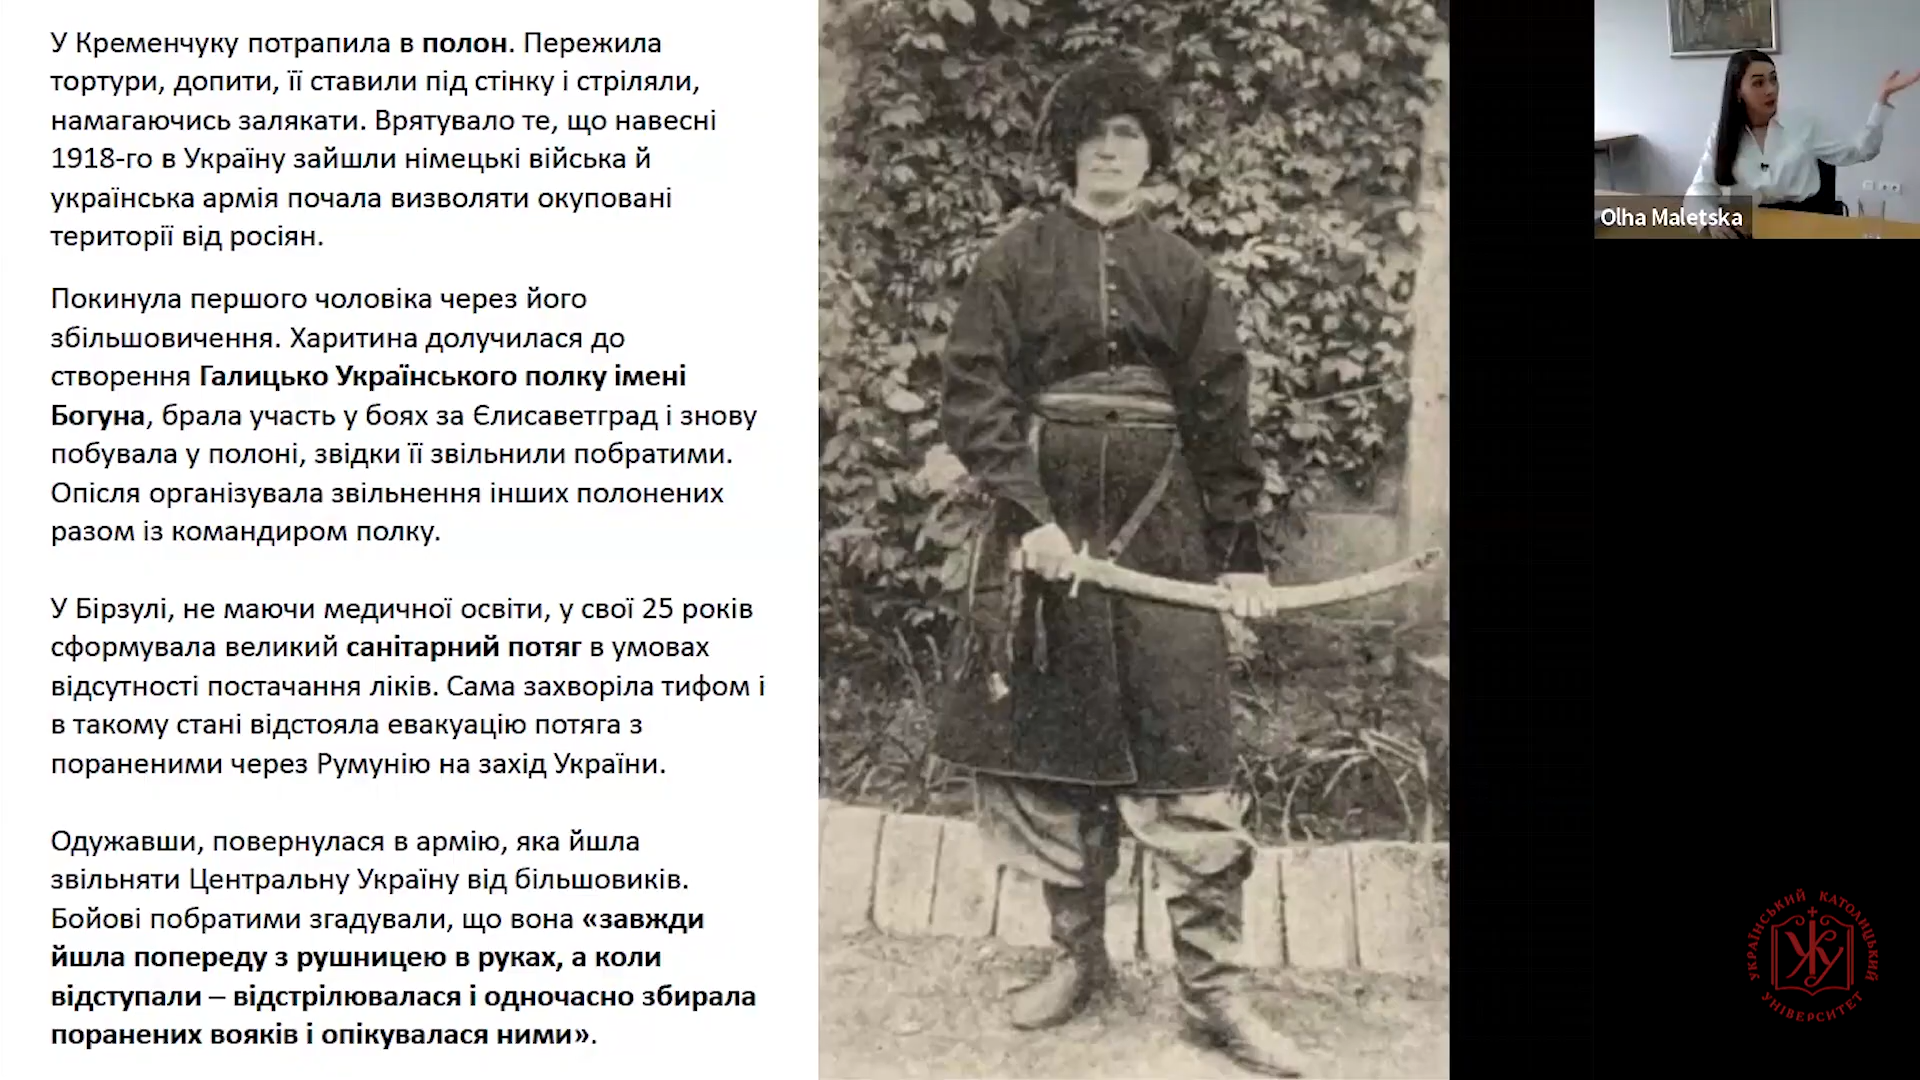 У Кременчуку потрапила в полон. Пережила
тортури, допити, її ставили під стінку і стріляли,
намагаючись залякати. Врятувало те, що навесні
1918-го в Україну зайшли німецькі війська й
українська армія почала визволяти окуповані
території від росіян.
Покинула першого чоловіка через його
збільшовичення. Харитина долучилася до
створення Галицько Українського полку імені
Богуна, брала участь у боях за Єлисаветград і знову
побувала у полоні, звідки її звільнили побратими.
Опісля організувала звільнення інших полонених
разом із командиром полку.
У Бірзулі, не маючи медичної освіти, у свої 25 років
сформувала великий санітарний потяг в умовах
відсутності постачання ліків. Сама захворіла тифом і
в такому стані відстояла евакуацію потяга з
пораненими через Румунію на захід України.
Одужавши, повернулася в армію, яка йшла
звільняти Центральну Україну від більшовиків.
Бойові побратими згадували, що вона «завжди
йшла попереду з рушницею в руках, а коли
відступали – відстрілювалася і одночасно збирала
поранених вояків і опікувалася ними».
Olha Maletska
УКРАЇНСЬКИЙ КАТОЛИЦЬКИЙ
УНІВЕРСИТЕТ